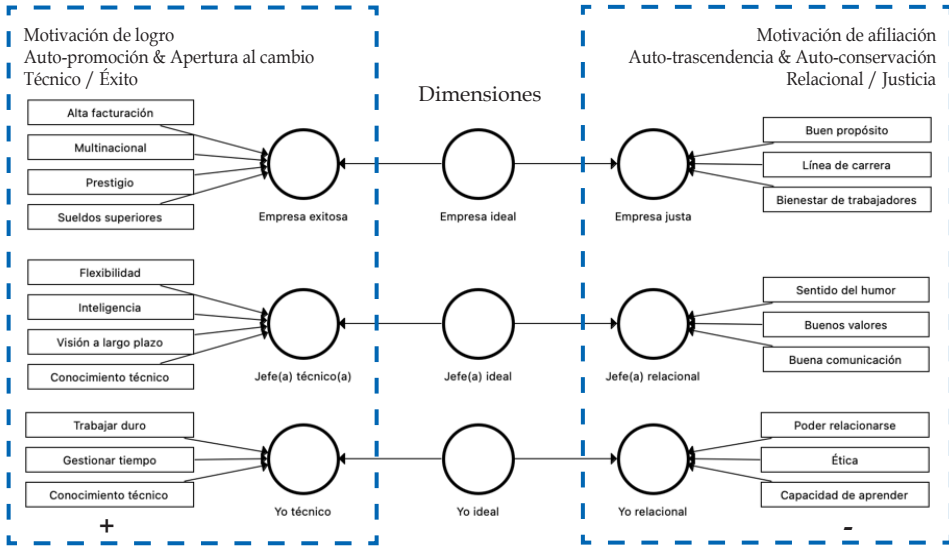 Motivación de logro
Auto-promoción & Apertura al cambio
Técnico / Éxito
Dimensiones
Motivación de afiliación
Auto-trascendencia & Auto-conservación
Relacional / Justicia
Alta facturación
Multinacional
Prestigio
Sueldos superiores
Empresa exitosa
Empresa ideal
Empresa justa
Buen propósito
Línea de carrera
Bienestar de trabajadores
Flexibilidad
Inteligencia
Visión a largo plazo
Conocimiento técnico
Jefe(a) técnico(a)
Jefe(a) ideal
Jefe(a) relacional
Sentido del humor
Buenos valores
Buena comunicación
Trabajar duro
Gestionar tiempo
Conocimiento técnico
Yo técnico
Yo ideal
Yo relacional
Poder relacionarse
Ética
Capacidad de aprender
+
-